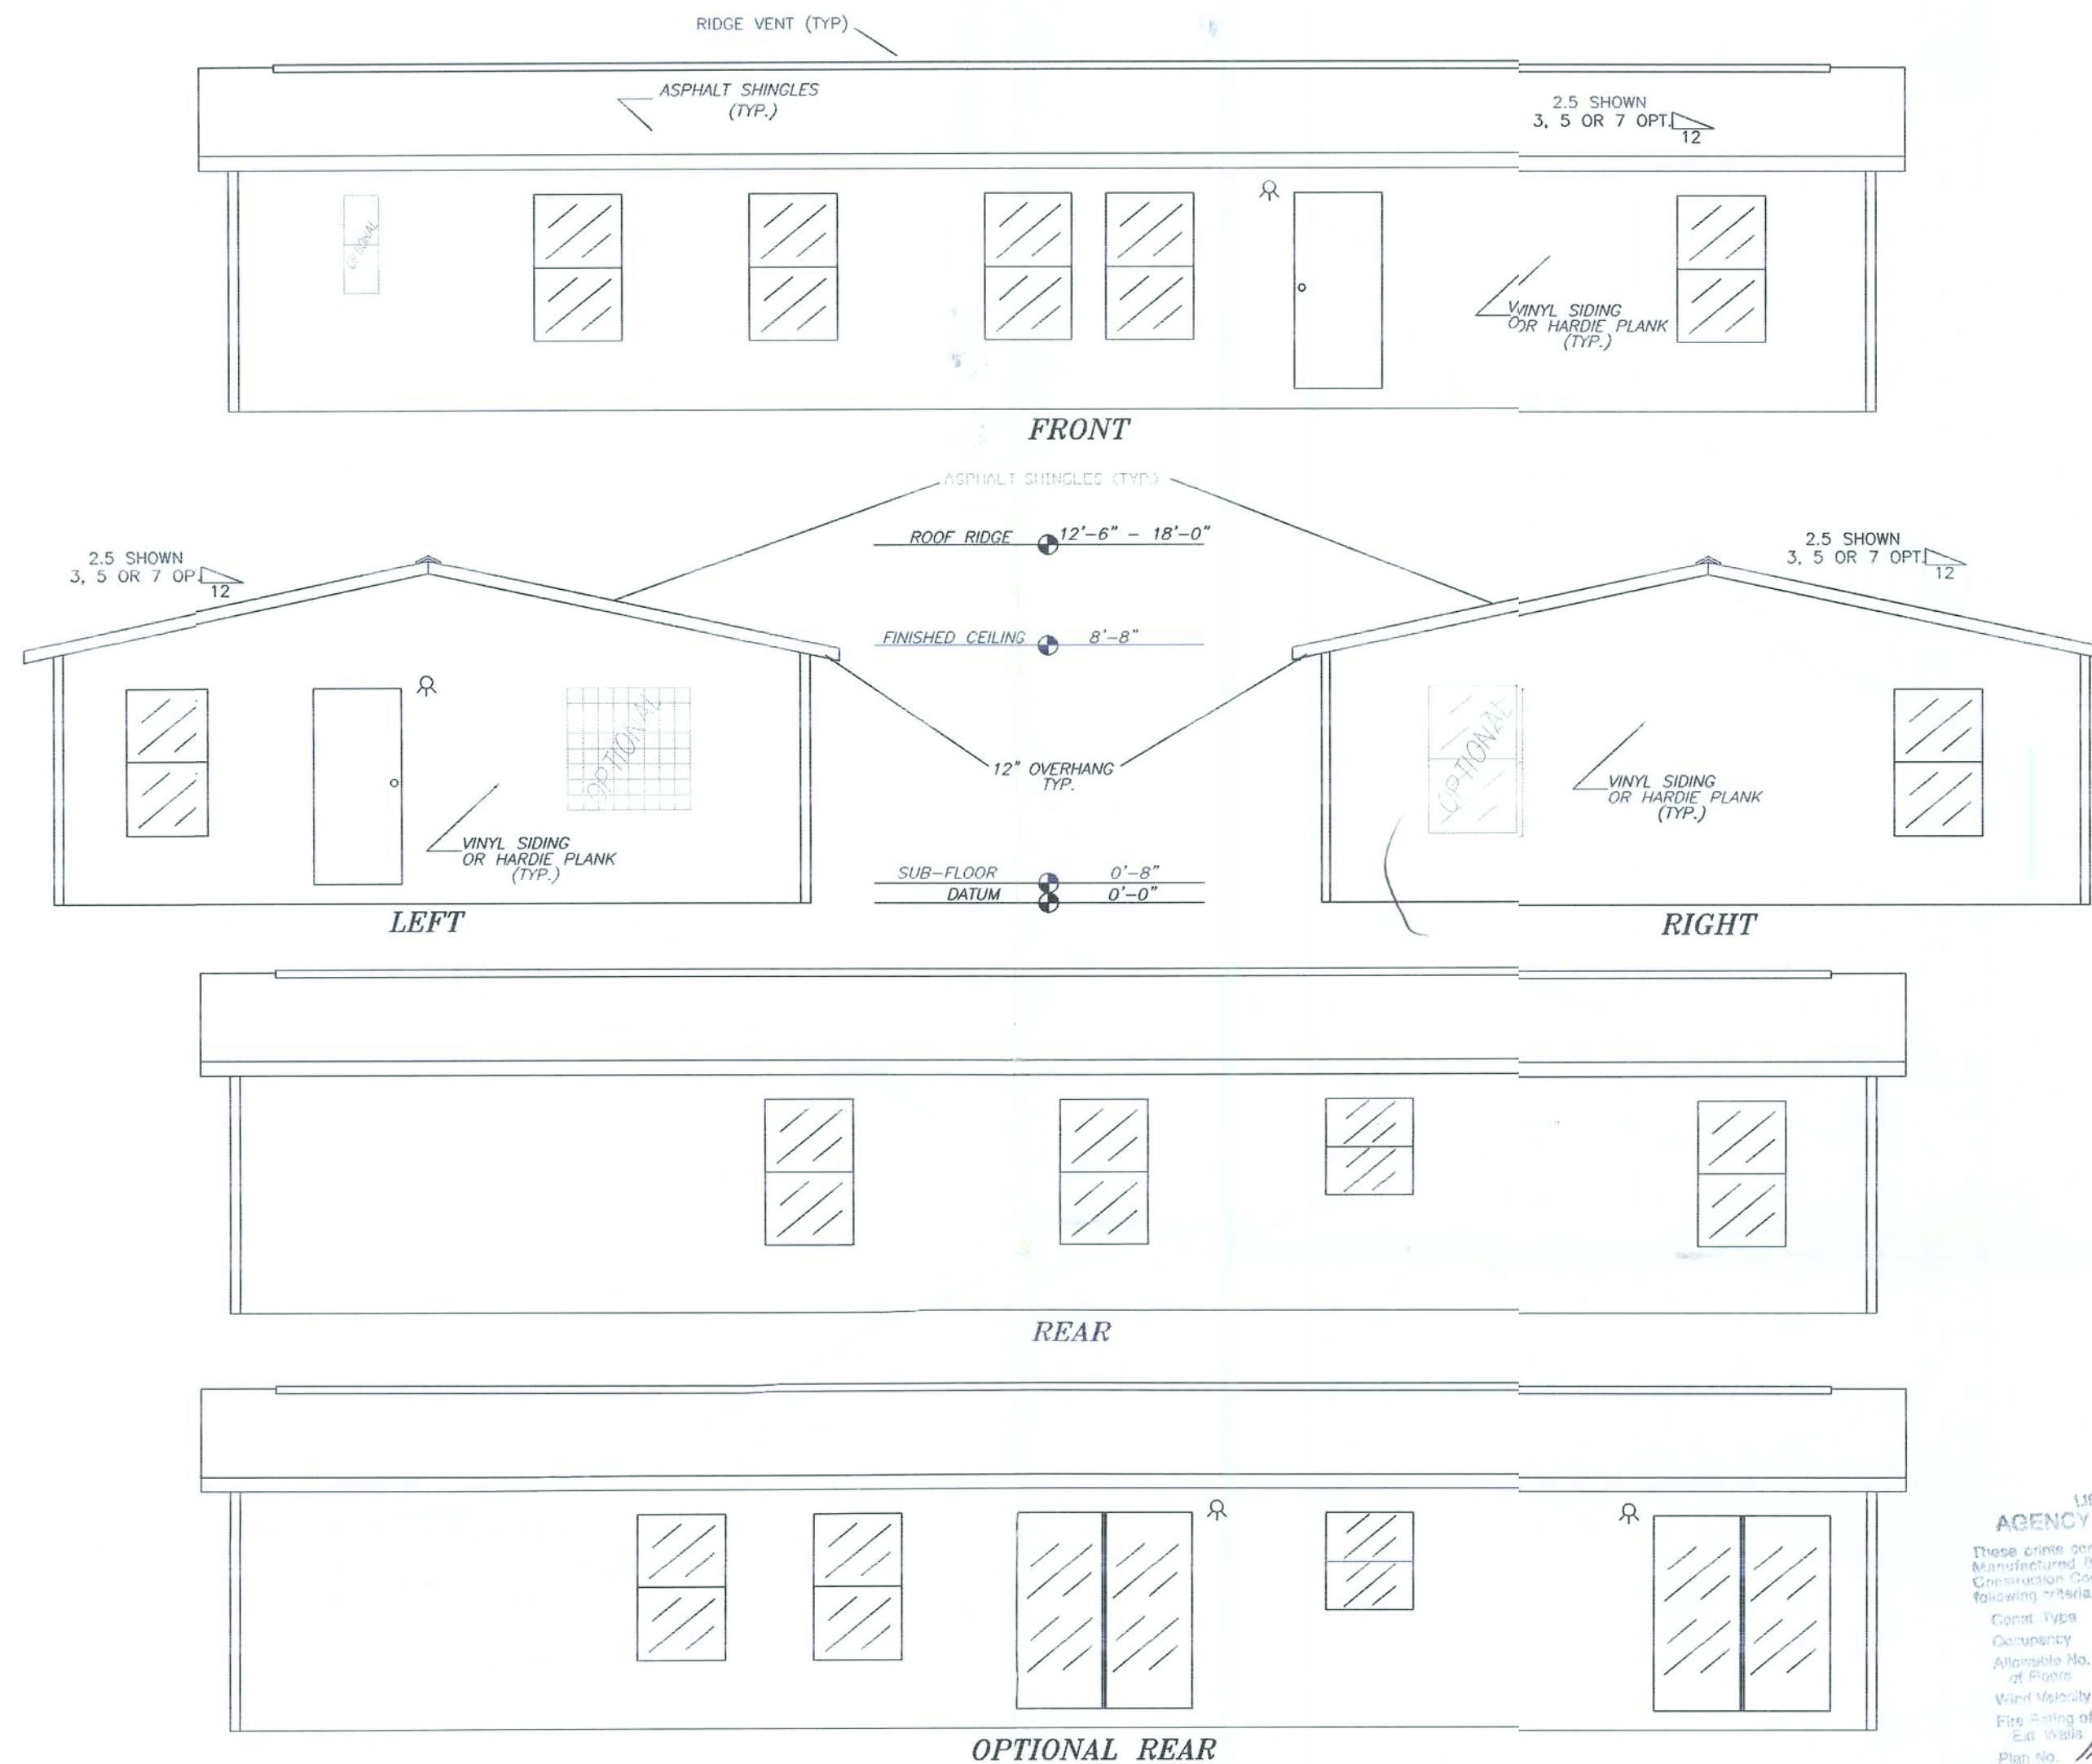 RIDGE VENT (TYP)
ASPHALT SHINGLES
(TYP.)
2.5 SHOWN
3, 5 OR 7 OPT.
12
OPTIONAL
VINYL SIDING
OR HARDIE PLANK
(TYP.)
FRONT
ASPHALT SHINGLES (TYP.)
ROOF RIDGE 12'-6" - 18'-0"
2.5 SHOWN
3, 5 OR 7 OP
12
2.5 SHOWN
3, 5 OR 7 OPT.
12
FINISHED CEILING 8'-8"
OPTIONAL
OPTIONAL
12" OVERHANG
TYP.
VINYL SIDING
OR HARDIE PLANK
(TYP.)
VINYL SIDING
OR HARDIE PLANK
(TYP.)
SUB-FLOOR 0'-8"
DATUM 0'-0"
LEFT
RIGHT
REAR
OPTIONAL REAR
AGENCY
These prints
Manufactured
Construction
following criteria
Const. Type
Occupancy
Allowable No.
of Floors
Wind Velocity
Fire Rating of
Ext. Walls
Plan No.